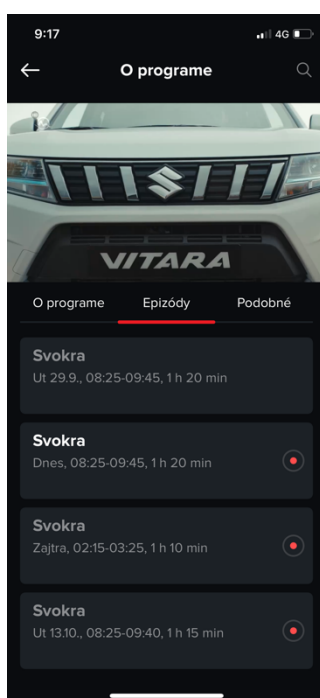 9:17
4G
O programe
VITARA
O programe Epizódy Podobné
Svokra
Ut 29.9., 08:25-09:45, 1 h 20 min
Svokra
Dnes, 08:25-09:45, 1 h 20 min
Svokra
Zajtra, 02:15-03:25, 1 h 10 min
Svokra
Ut 13.10., 08:25-09:40, 1 h 15 min